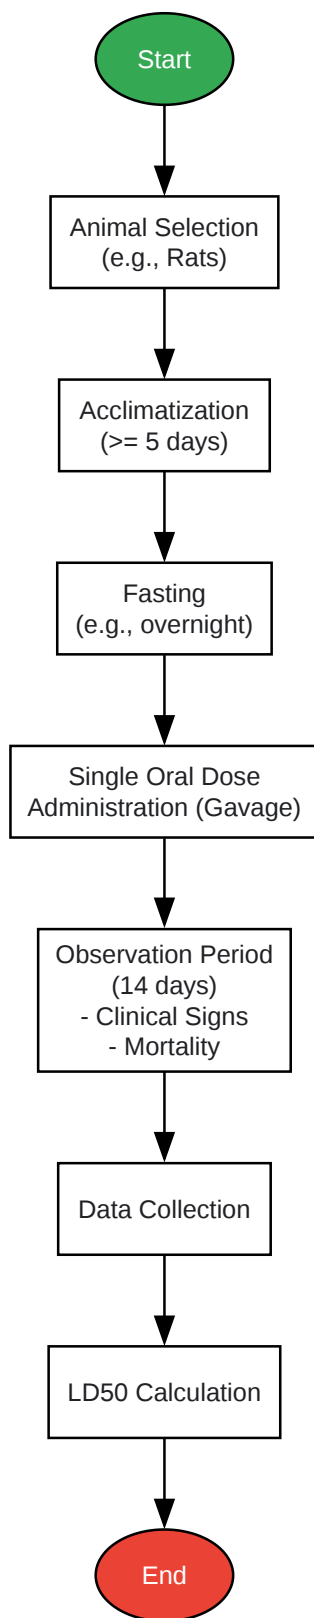 Start
Animal Selection
(e.g., Rats)
Acclimatization
(>= 5 days)
Fasting
(e.g., overnight)
Single Oral Dose
Administration (Gavage)
Observation Period
(14 days)
- Clinical Signs
- Mortality
Data Collection
LD50 Calculation
End